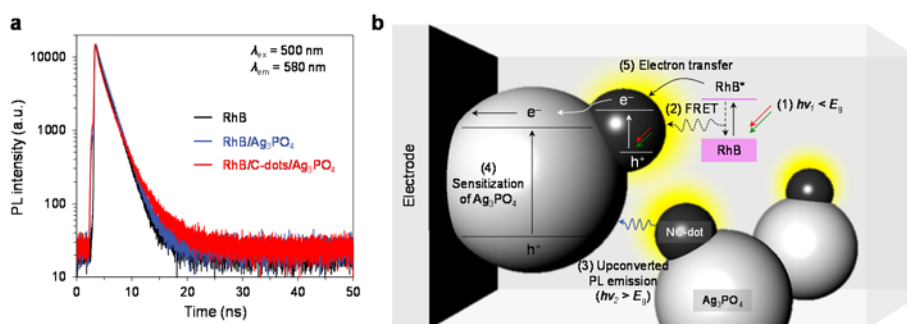 a
λex = 500 nm
λem = 580 nm
RhB
RhB/Ag₃PO₄
RhB/C-dots/Ag₃PO₄
PL intensity (a.u.)
10000
1000
100
10
0
10
20
30
40
50
Time (ns)
b
Electrode
(5) Electron transfer
RhB*
(1) hν₁ < Eg
e⁻
e⁻
(2) FRET
RhB
h⁺
(4)
Sensitization
of Ag₃PO₄
h⁺
NC-dot
(3) Upconverted
PL emission
(hν₂ > Eg)
Ag₃PO₄